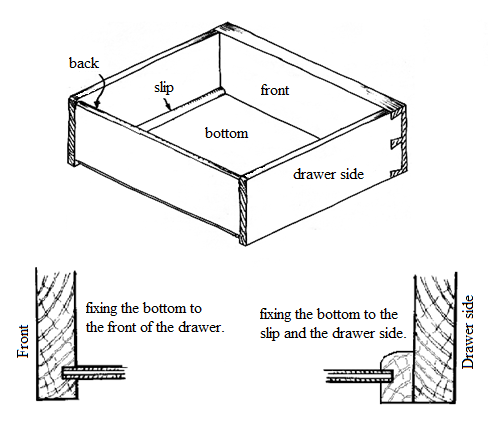 back
slip
front
bottom
drawer side
Front
fixing the bottom to
the front of the drawer.
fixing the bottom to the
slip and the drawer side.
Drawer side